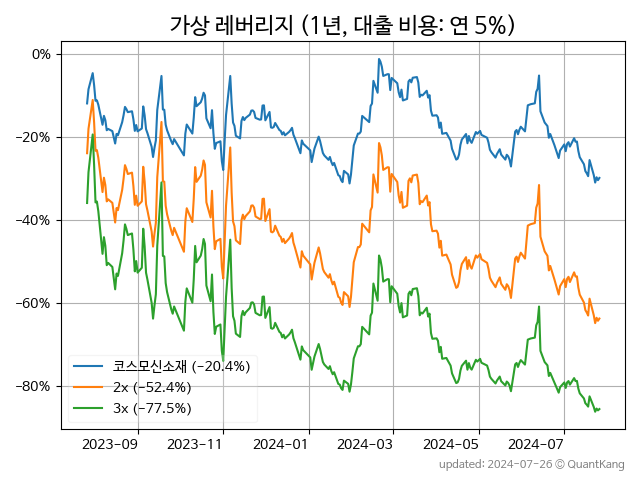 가상 레버리지 (1년, 대출 비용: 연 5%)
0%
−20%
−40%
−60%
−80%
코스모신소재 (−20.4%)
2x (−52.4%)
3x (−77.5%)
2023−09 2023−11 2024−01 2024−03 2024−05 2024−07
updated: 2024−07−26 © QuantKang